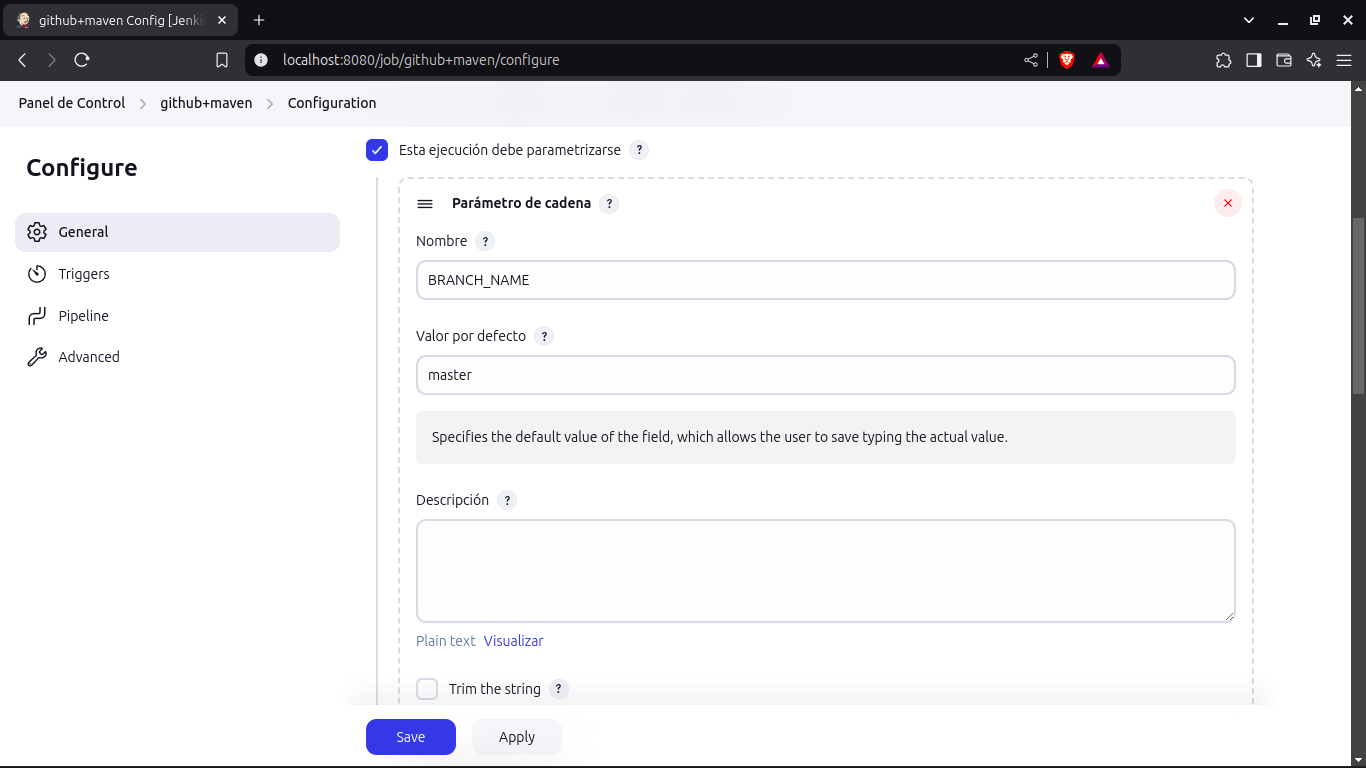 github+maven Config [Jenki
localhost:8080/job/github+maven/configure
Panel de Control
github+maven
Configuration
Configure
General
Triggers
Pipeline
Advanced
Esta ejecución debe parametrizarse ?
Parámetro de cadena ?
Nombre ?
BRANCH_NAME
Valor por defecto ?
master
Specifies the default value of the field, which allows the user to save typing the actual value.
Descripción ?
Plain text Visualizar
Trim the string ?
Save
Apply